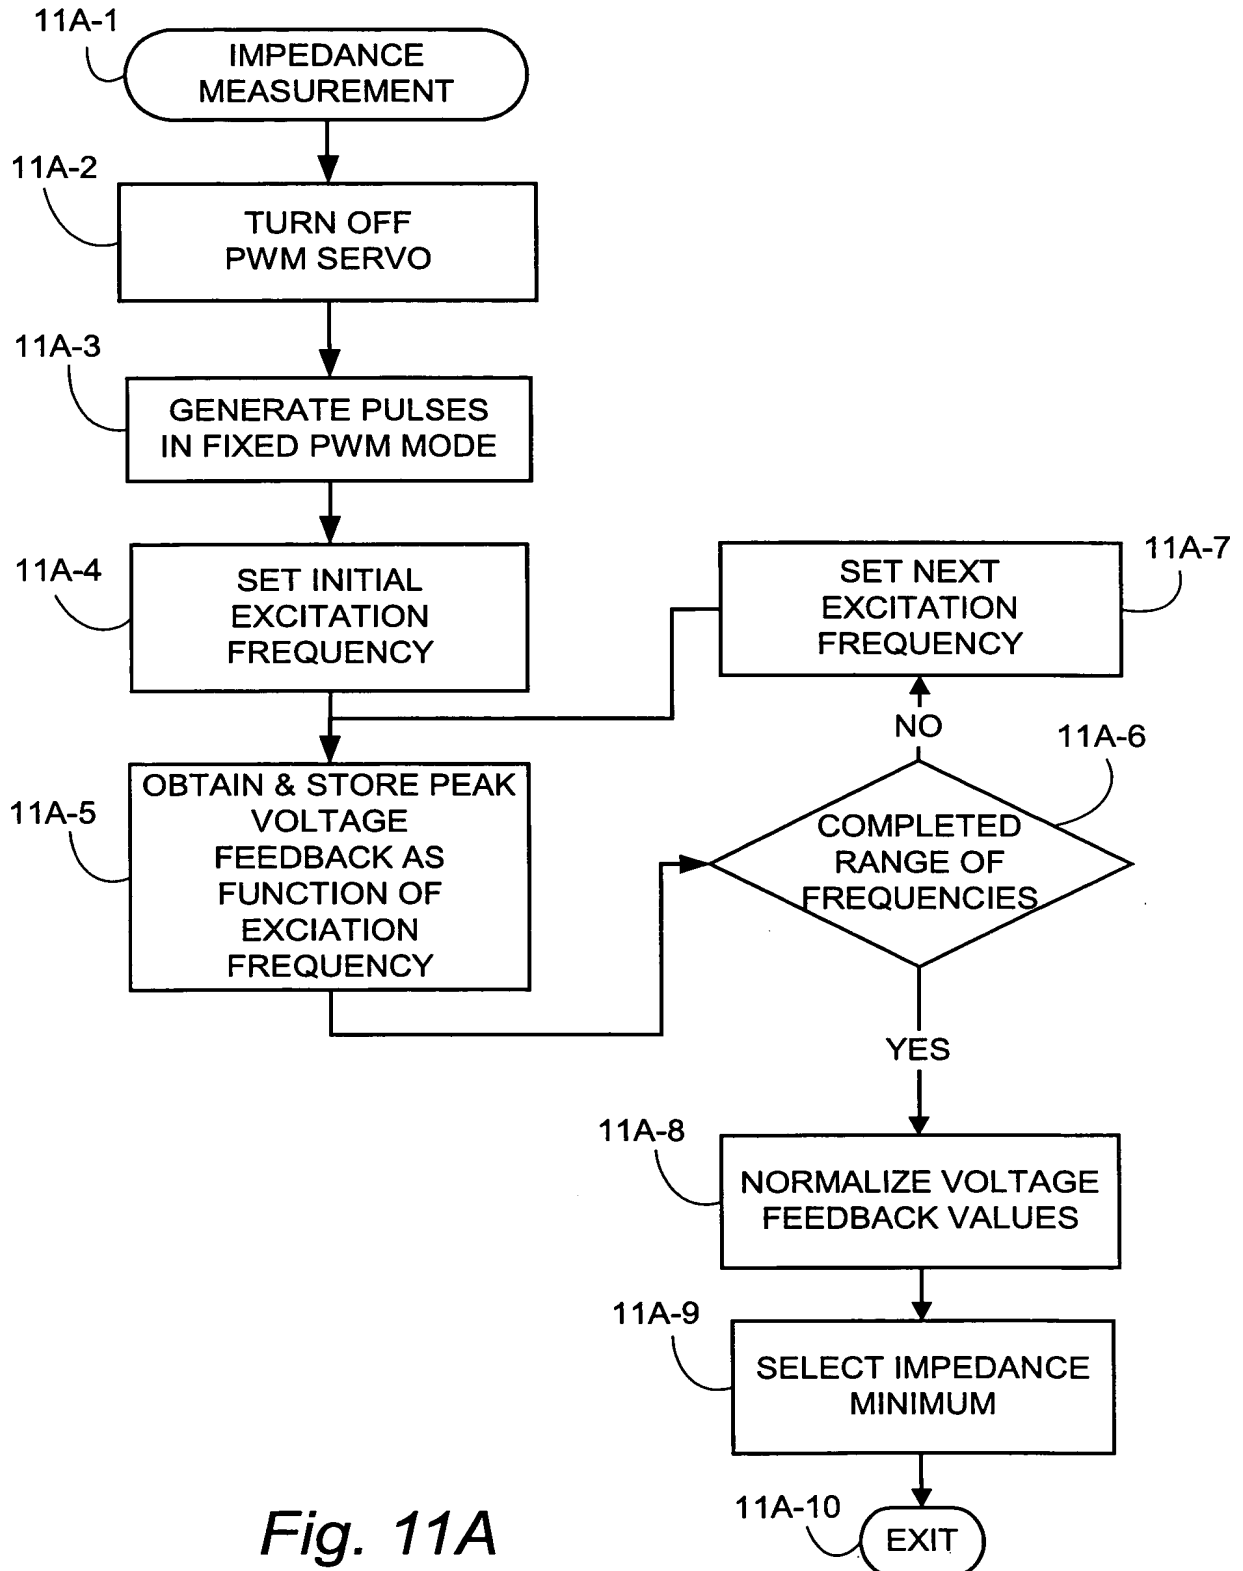 11A-1
IMPEDANCE
MEASUREMENT
11A-2
TURN OFF
PWM SERVO
11A-3
GENERATE PULSES
IN FIXED PWM MODE
11A-4
SET INITIAL
EXCITATION
FREQUENCY
11A-7
SET NEXT
EXCITATION
FREQUENCY
NO
11A-5
OBTAIN & STORE PEAK
VOLTAGE
FEEDBACK AS
FUNCTION OF
EXCIATION
FREQUENCY
11A-6
COMPLETED
RANGE OF
FREQUENCIES
YES
11A-8
NORMALIZE VOLTAGE
FEEDBACK VALUES
11A-9
SELECT IMPEDANCE
MINIMUM
11A-10
EXIT
Fig. 11A